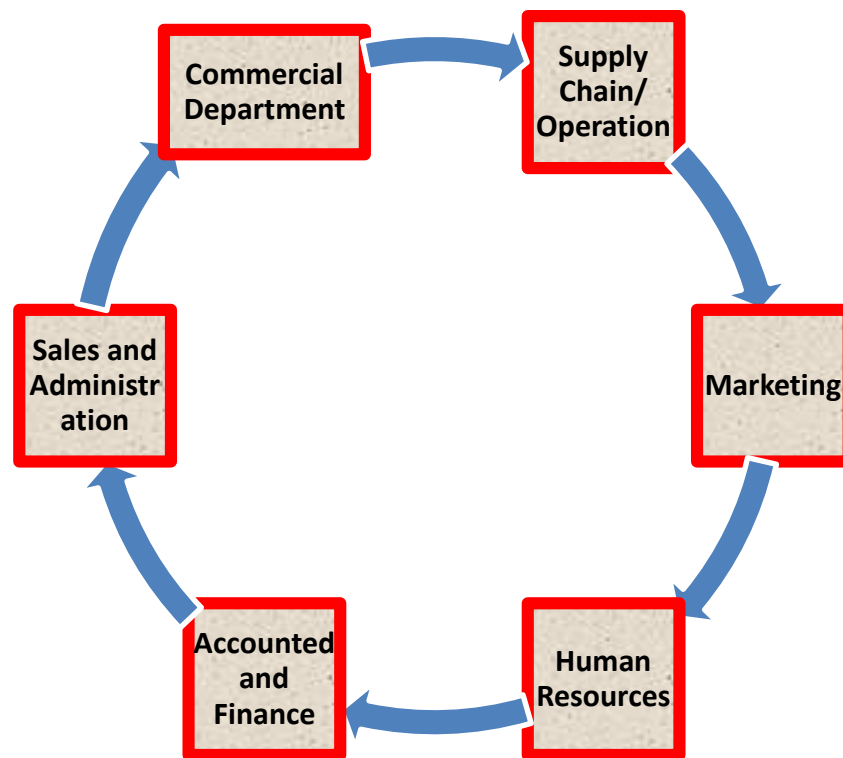 Commercial
Department
Supply
Chain/
Operation
Marketing
Human
Resources
Accounted
and
Finance
Sales and
Administr
ation